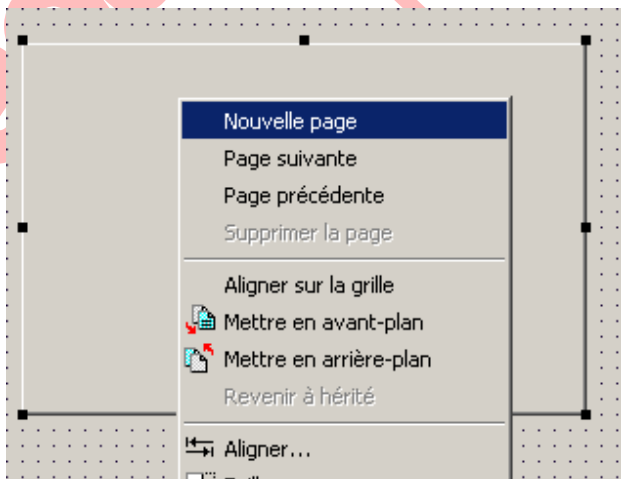 Nouvelle page
Page suivante
Page précédente
Supprimer la page
Aligner sur la grille
Mettre en avant-plan
Mettre en arrière-plan
Revenir à hérité
Aligner...